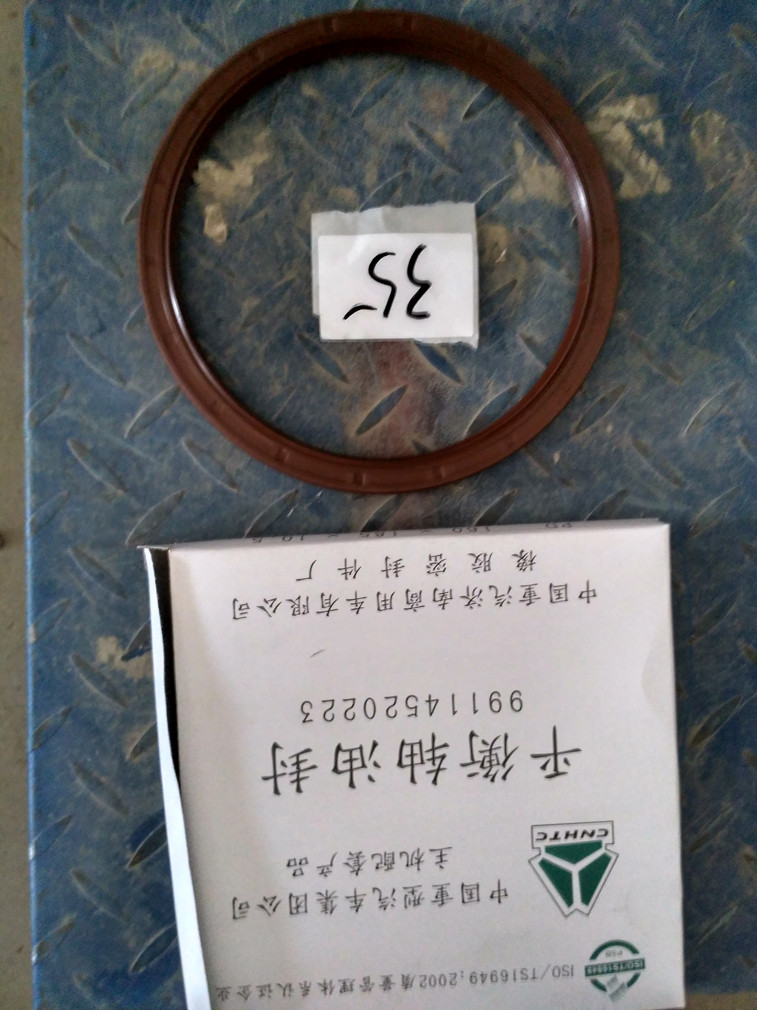 ISO/TS16949
ISO/TS16949:2002质量管理体系认证企业
中国重型汽车集团公司
主机配套产品
CNHTC
平衡轴油封
99114520223
中国重汽济南商用车有限公司
橡胶密封件厂
35